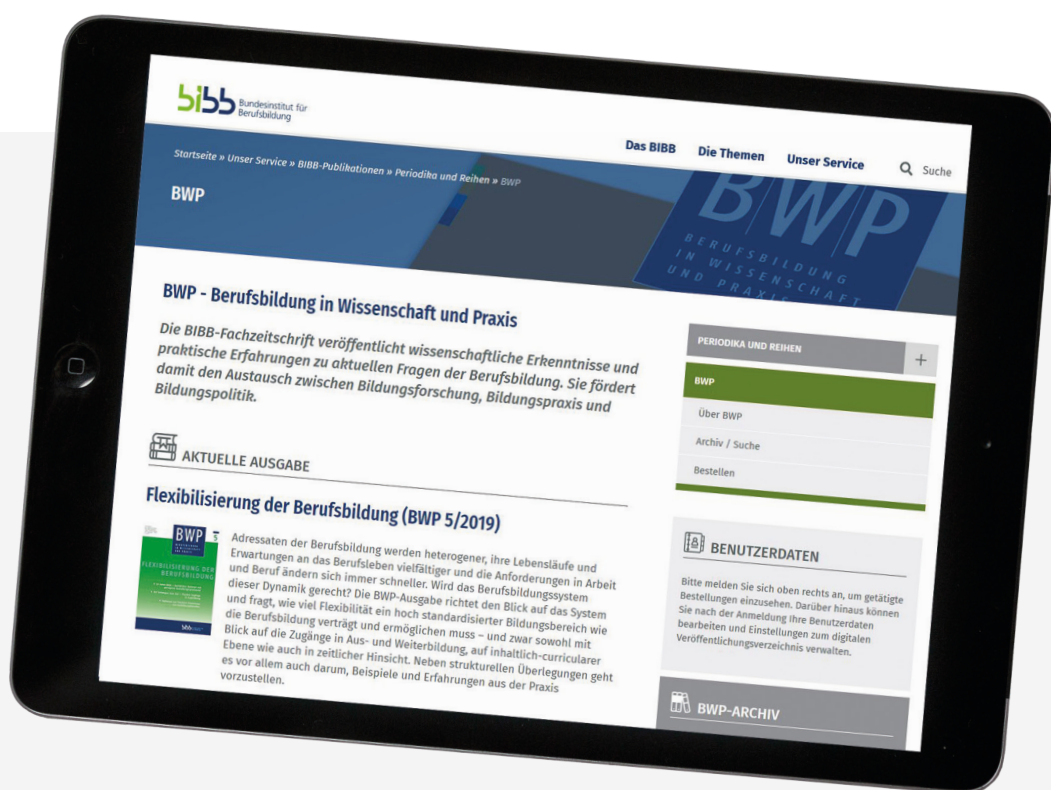 bibb Bundesinstitut für
Berufsbildung
Das BIBB Die Themen Unser Service Suche
Startseite » Unser Service » BIBB-Publikationen » Periodika und Reihen » BWP
BWP
BWP
BERUFSBILDUNG
IN WISSENSCHAFT
UND PRAXIS
BWP - Berufsbildung in Wissenschaft und Praxis
Die BIBB-Fachzeitschrift veröffentlicht wissenschaftliche Erkenntnisse und
praktische Erfahrungen zu aktuellen Fragen der Berufsbildung. Sie fördert
damit den Austausch zwischen Bildungsforschung, Bildungspraxis und
Bildungspolitik.
AKTUELLE AUSGABE
Flexibilisierung der Berufsbildung (BWP 5/2019)
BWP 5
FLEXIBILISIERUNG DER
BERUFSBILDUNG
bibb
Adressaten der Berufsbildung werden heterogener, ihre Lebensläufe und
Erwartungen an das Berufsleben vielfältiger und die Anforderungen in Arbeit
und Beruf ändern sich immer schneller. Wird das Berufsbildungssystem
dieser Dynamik gerecht? Die BWP-Ausgabe richtet den Blick auf das System
und fragt, wie viel Flexibilität ein hoch standardisierter Bildungsbereich wie
die Berufsbildung verträgt und ermöglichen muss – und zwar sowohl mit
Blick auf die Zugänge in Aus- und Weiterbildung, auf inhaltlich-curricularer
Ebene wie auch in zeitlicher Hinsicht. Neben strukturellen Überlegungen geht
es vor allem auch darum, Beispiele und Erfahrungen aus der Praxis
vorzustellen.
PERIODIKA UND REIHEN +
BWP
Über BWP
Archiv / Suche
Bestellen
BENUTZERDATEN
Bitte melden Sie sich oben rechts an, um getätigte
Bestellungen einzusehen. Darüber hinaus können
Sie nach der Anmeldung Ihre Benutzerdaten
bearbeiten und Einstellungen zum digitalen
Veröffentlichungsverzeichnis verwalten.
BWP-ARCHIV